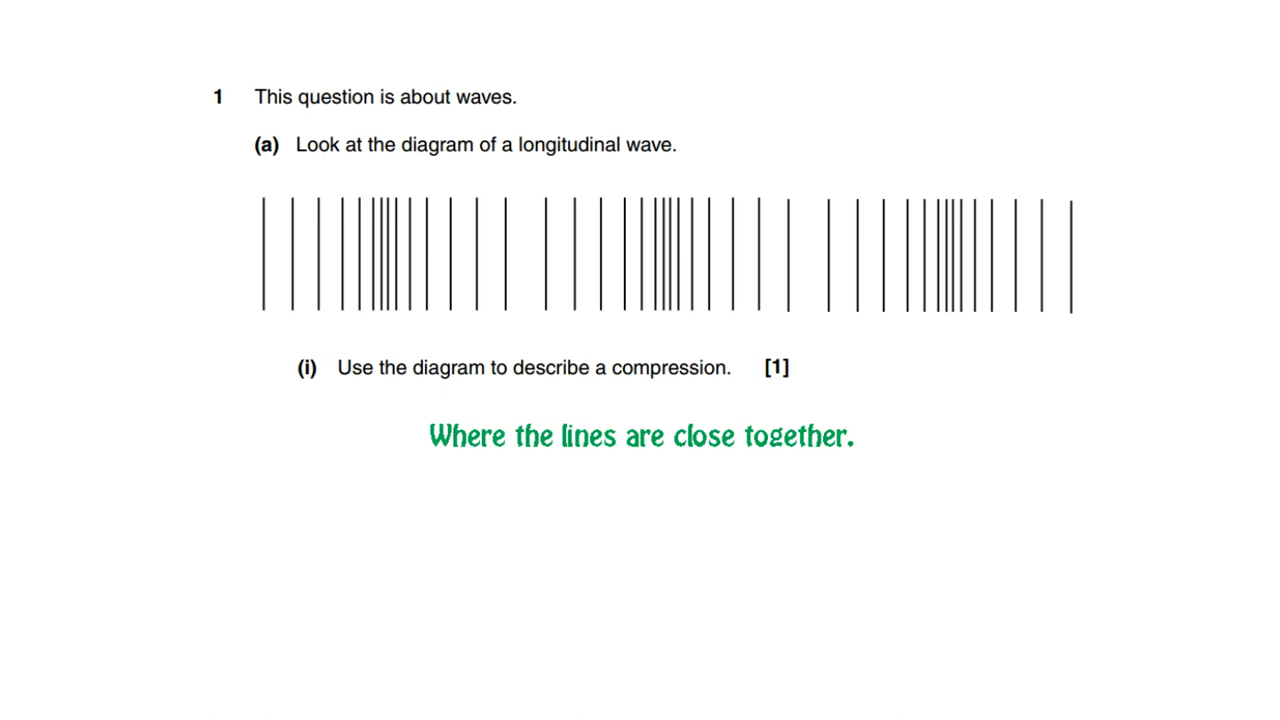 1 This question is about waves.
(a) Look at the diagram of a longitudinal wave.
(i) Use the diagram to describe a compression. [1]
Where the lines are close together.